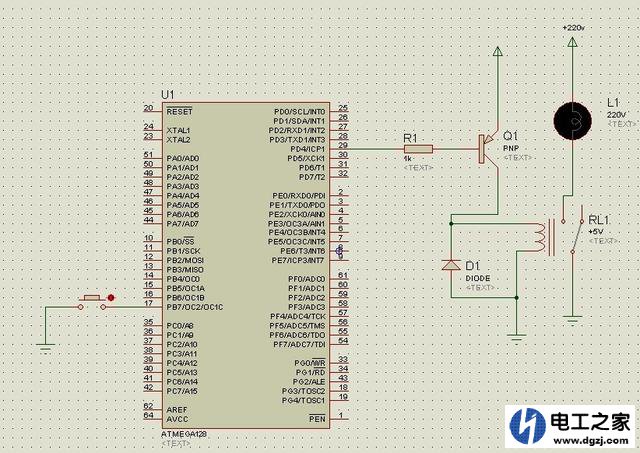 +220v
U1
20 RESET PD0/SCL/INT0 25
PD1/SDA/INT1 26
24 XTAL1 PD2/RXD1/INT2 27
23 XTAL2 PD3/TXD1/INT3 28
PD4/ICP1 29
51 PA0/AD0 PD5/XCK1 30
50 PA1/AD1 PD6/T1 31
49 PA2/AD2 PD7/T2 32
48 PA3/AD3
47 PA4/AD4 PE0/RXD0/PDI 2
46 PA5/AD5 PE1/TXD0/PDO 3
45 PA6/AD6 PE2/XCK0/AIN0 4
44 PA7/AD7 PE3/OC3A/AIN1 5
PE4/OC3B/INT4 6
10 PB0/SS PE5/OC3C/INT5 7
11 PB1/SCK PE6/T3/INT6 8
12 PB2/MOSI PE7/ICP3/INT7 9
13 PB3/MISO
14 PB4/OC0 PF0/ADC0 61
15 PB5/OC1A PF1/ADC1 60
16 PB6/OC1B PF2/ADC2 59
17 PB7/OC2/OC1C PF3/ADC3 58
PF4/ADC4/TCK 57
35 PC0/A8 PF5/ADC5/TMS 56
36 PC1/A9 PF6/ADC6/TDO 55
37 PC2/A10 PF7/ADC7/TDI 54
38 PC3/A11
39 PC4/A12 PG0/WR 33
40 PC5/A13 PG1/RD 34
41 PC6/A14 PG2/ALE 43
42 PC7/A15 PG3/TOSC2 18
PG4/TOSC1 19
62 AREF
64 AVCC PEN 1
ATMEGA128
<TEXT>
R1
1k
<TEXT>
Q1
PNP
<TEXT>
L1
220V
<TEXT>
RL1
+5V
<TEXT>
D1
DIODE
<TEXT>
电工之家
www.dgzj.com